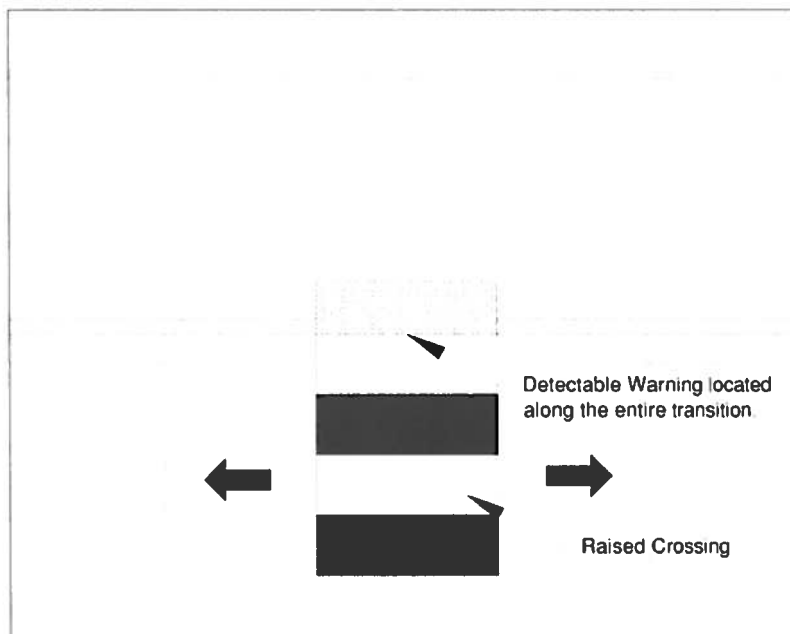 Detectable Warning located
along the entire transition
Raised Crossing